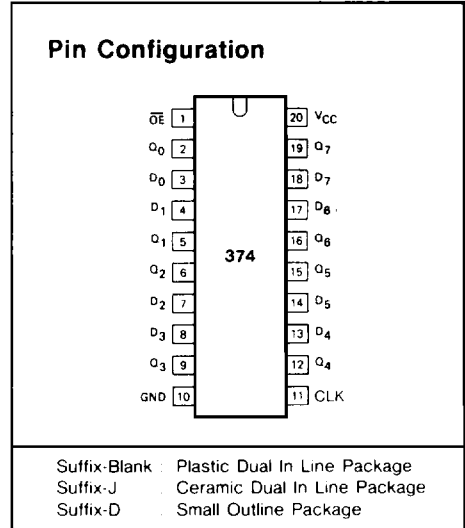 Pin Configuration
OE 1 20 VCC
Q0 2 19 Q7
D0 3 18 D7
D1 4 17 D6
Q1 5 16 Q6
374
Q2 6 15 Q5
D2 7 14 D5
D3 8 13 D4
Q3 9 12 Q4
GND 10 11 CLK
Suffix-Blank : Plastic Dual In Line Package
Suffix-J : Ceramic Dual In Line Package
Suffix-D : Small Outline Package